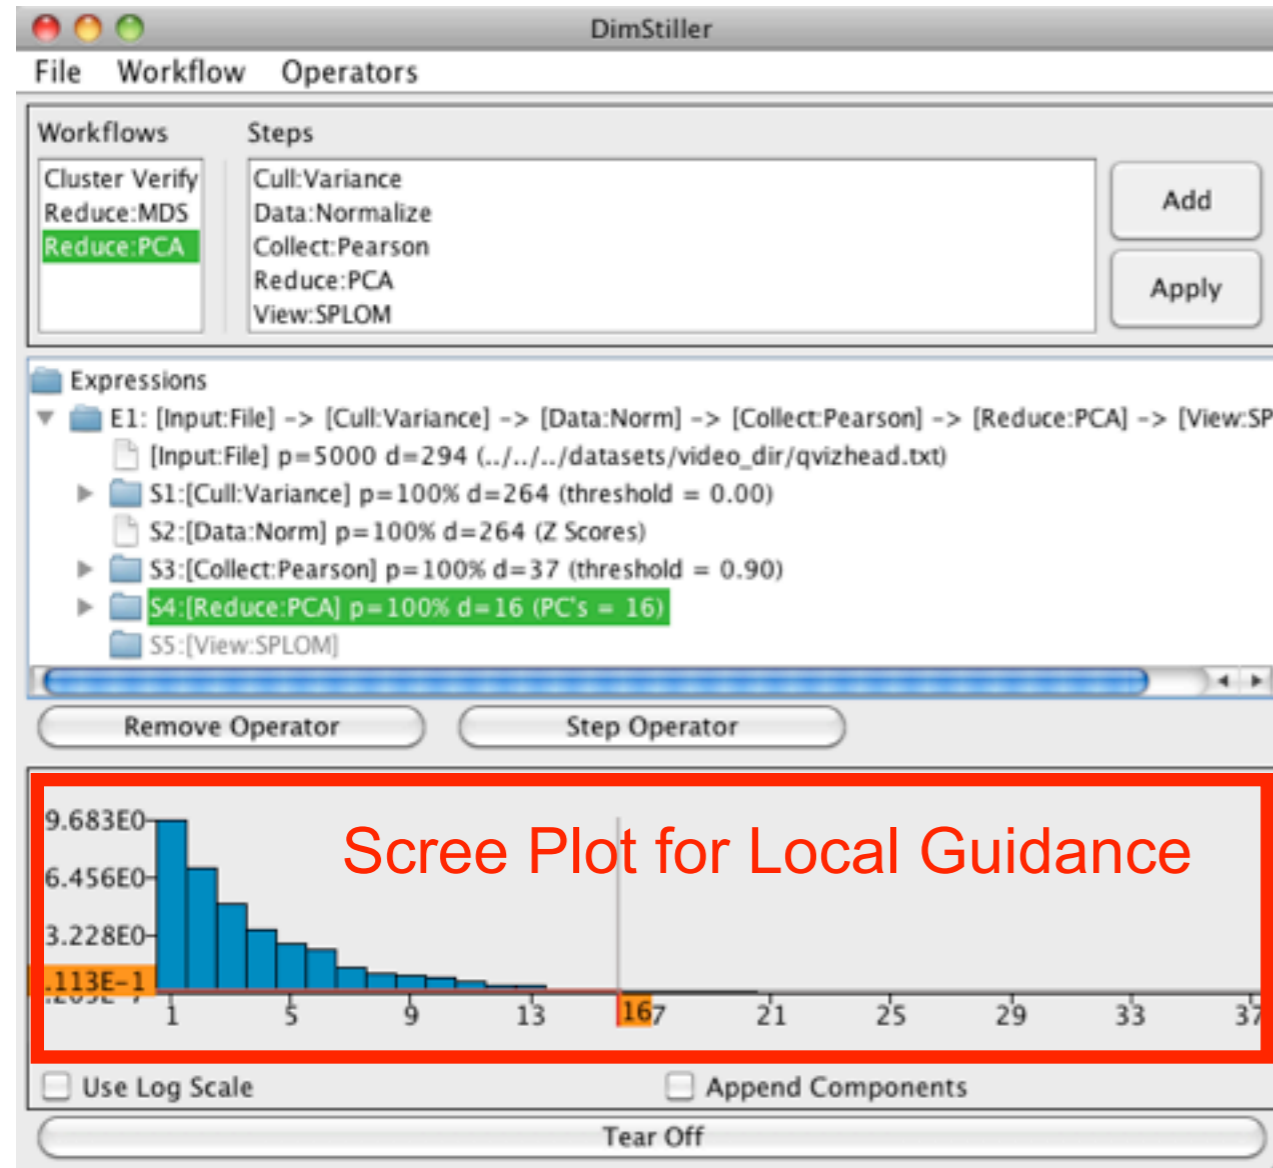 DimStiller
File Workflow Operators
Workflows Steps
Cluster Verify
Reduce:MDS
Reduce:PCA
Cull:Variance
Data:Normalize
Collect:Pearson
Reduce:PCA
View:SPLOM
Add
Apply
Expressions
E1: [Input:File] -> [Cull:Variance] -> [Data:Norm] -> [Collect:Pearson] -> [Reduce:PCA] -> [View:SP
[Input:File] p=5000 d=294 (../../../datasets/video_dir/qvizhead.txt)
S1:[Cull:Variance] p=100% d=264 (threshold = 0.00)
S2:[Data:Norm] p=100% d=264 (Z Scores)
S3:[Collect:Pearson] p=100% d=37 (threshold = 0.90)
S4:[Reduce:PCA] p=100% d=16 (PC's = 16)
S5:[View:SPLOM]
Remove Operator Step Operator
Scree Plot for Local Guidance
9.683E0
6.456E0
3.228E0
.113E-1
1 5 9 13 167 21 25 29 33 37
Use Log Scale Append Components
Tear Off